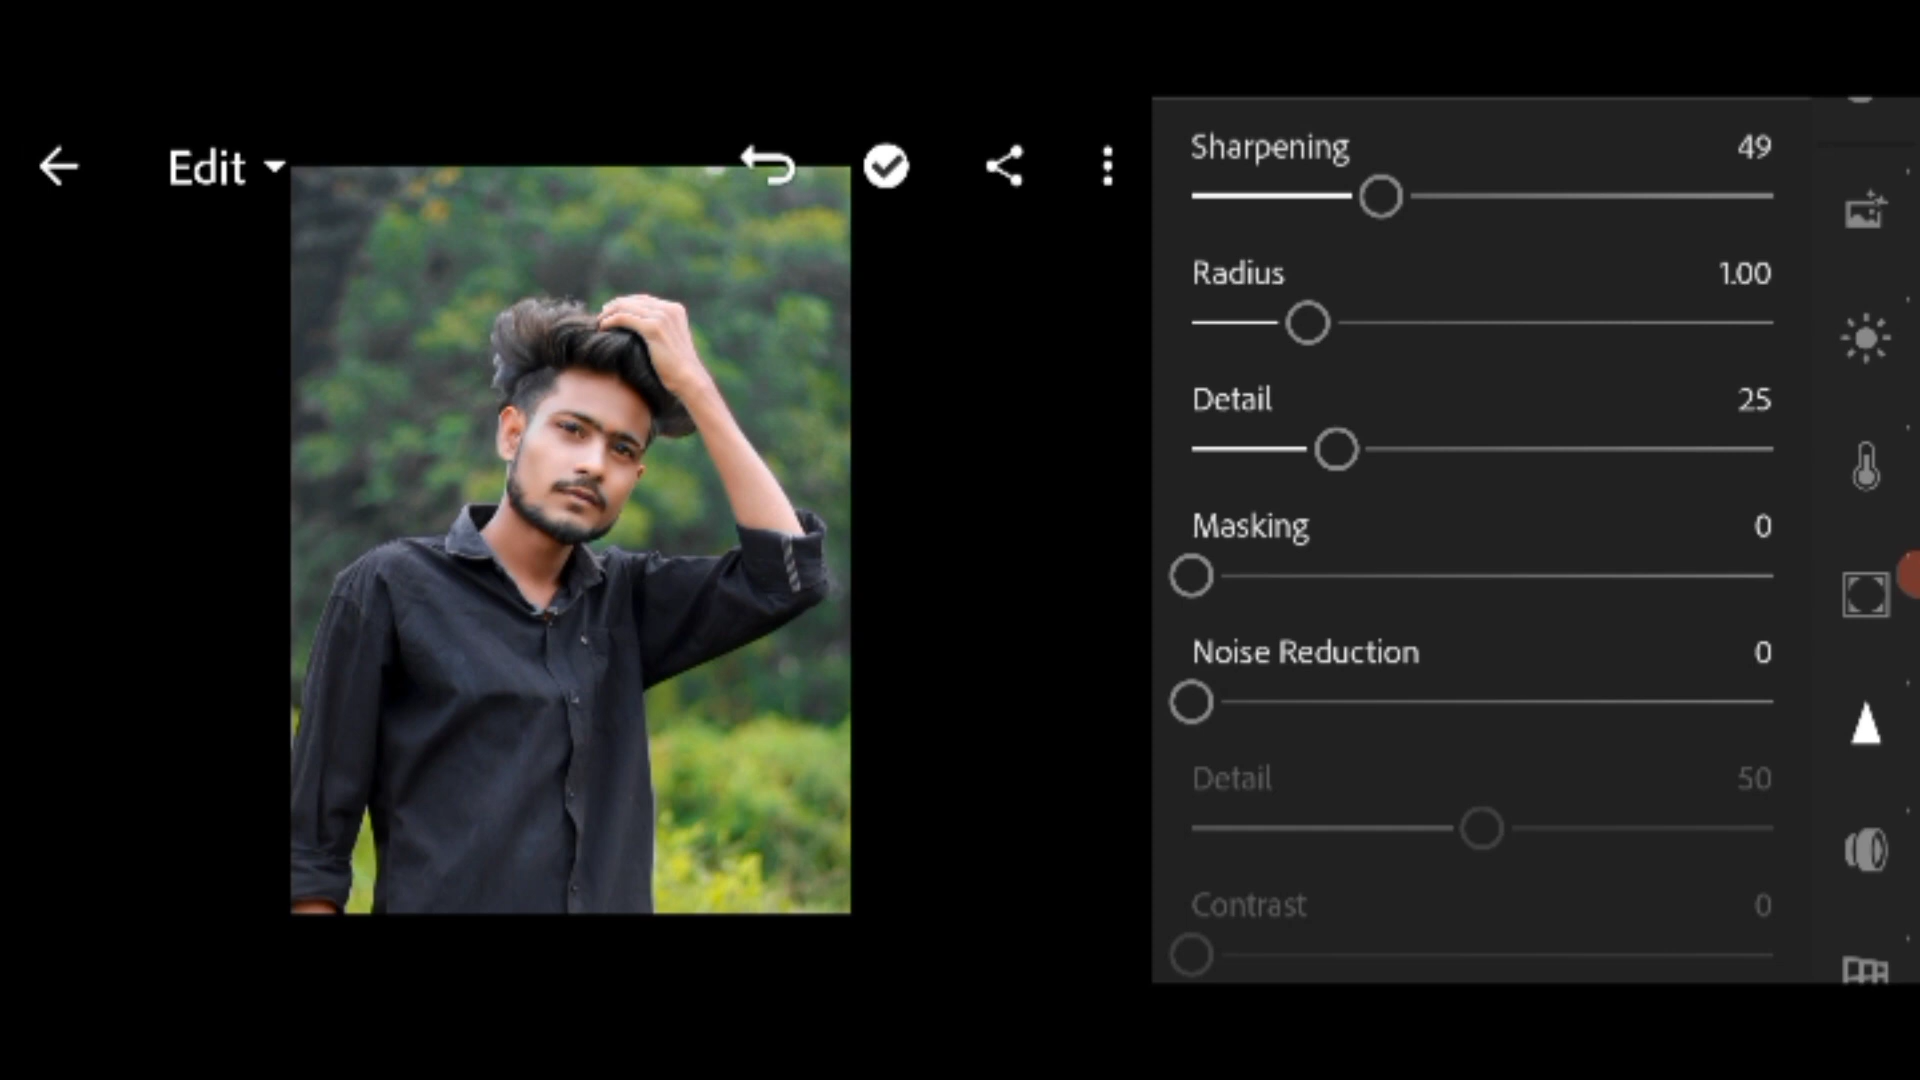 Edit
Sharpening 49
Radius 1.00
Detail 25
Masking 0
Noise Reduction 0
Detail 50
Contrast 0